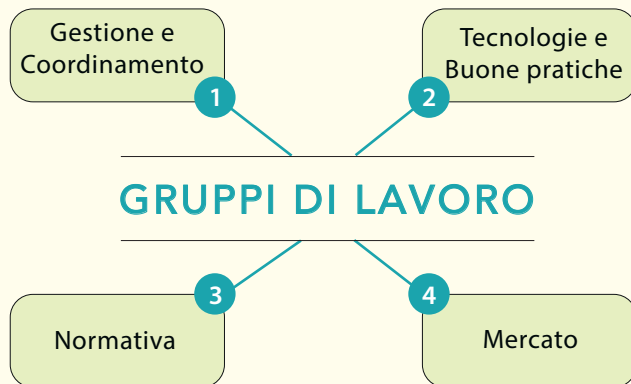 Gestione e
Coordinamento
1
Tecnologie e
Buone pratiche
2
GRUPPI DI LAVORO
3
Normativa
4
Mercato